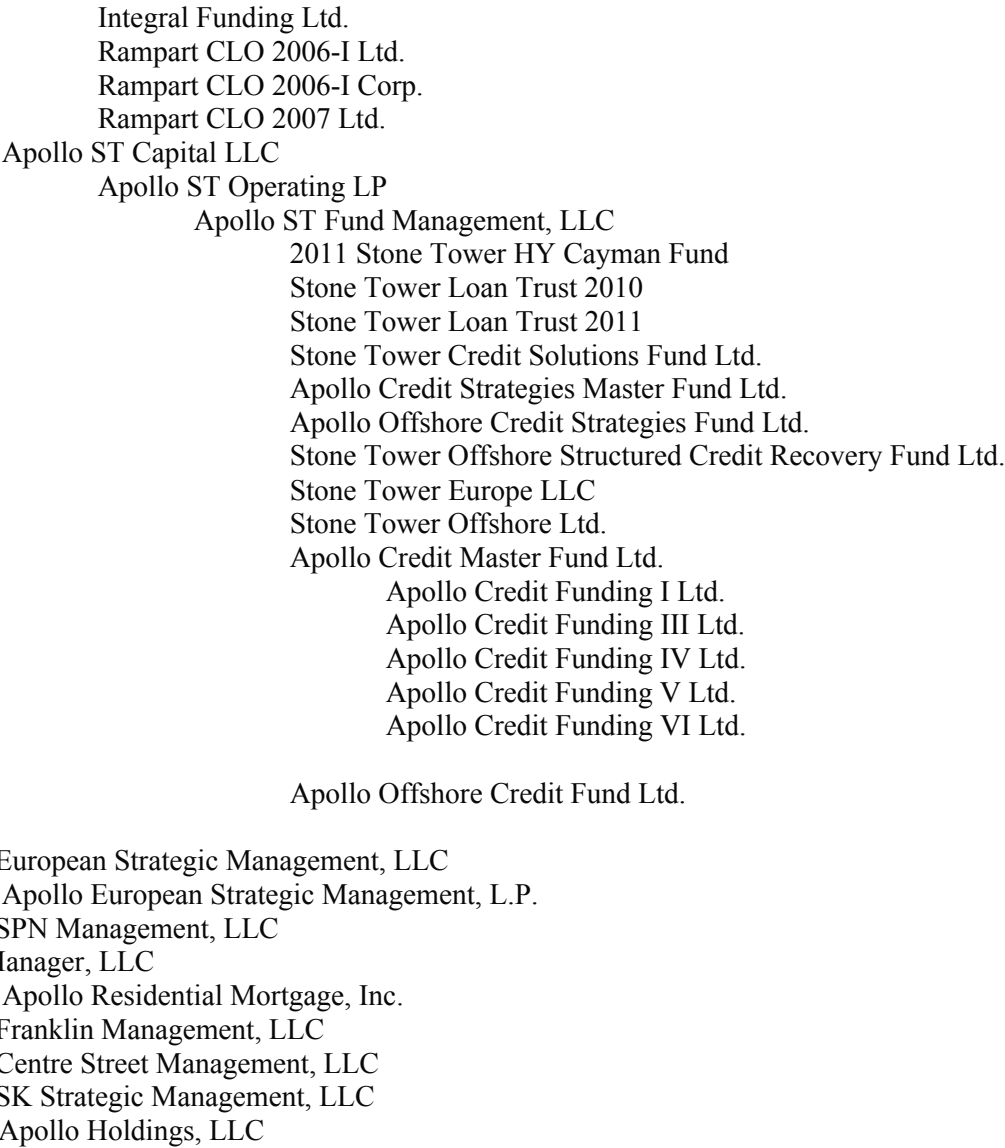 Integral Funding Ltd.
Rampart CLO 2006-I Ltd.
Rampart CLO 2006-I Corp.
Rampart CLO 2007 Ltd.
Apollo ST Capital LLC
Apollo ST Operating LP
Apollo ST Fund Management, LLC
2011 Stone Tower HY Cayman Fund
Stone Tower Loan Trust 2010
Stone Tower Loan Trust 2011
Stone Tower Credit Solutions Fund Ltd.
Apollo Credit Strategies Master Fund Ltd.
Apollo Offshore Credit Strategies Fund Ltd.
Stone Tower Offshore Structured Credit Recovery Fund Ltd.
Stone Tower Europe LLC
Stone Tower Offshore Ltd.
Apollo Credit Master Fund Ltd.
Apollo Credit Funding I Ltd.
Apollo Credit Funding III Ltd.
Apollo Credit Funding IV Ltd.
Apollo Credit Funding V Ltd.
Apollo Credit Funding VI Ltd.
Apollo Offshore Credit Fund Ltd.
European Strategic Management, LLC
Apollo European Strategic Management, L.P.
SPN Management, LLC
LLC
Apollo Residential Mortgage, Inc.
Franklin Management, LLC
Centre Street Management, LLC
SK Strategic Management, LLC
Apollo Holdings, LLC